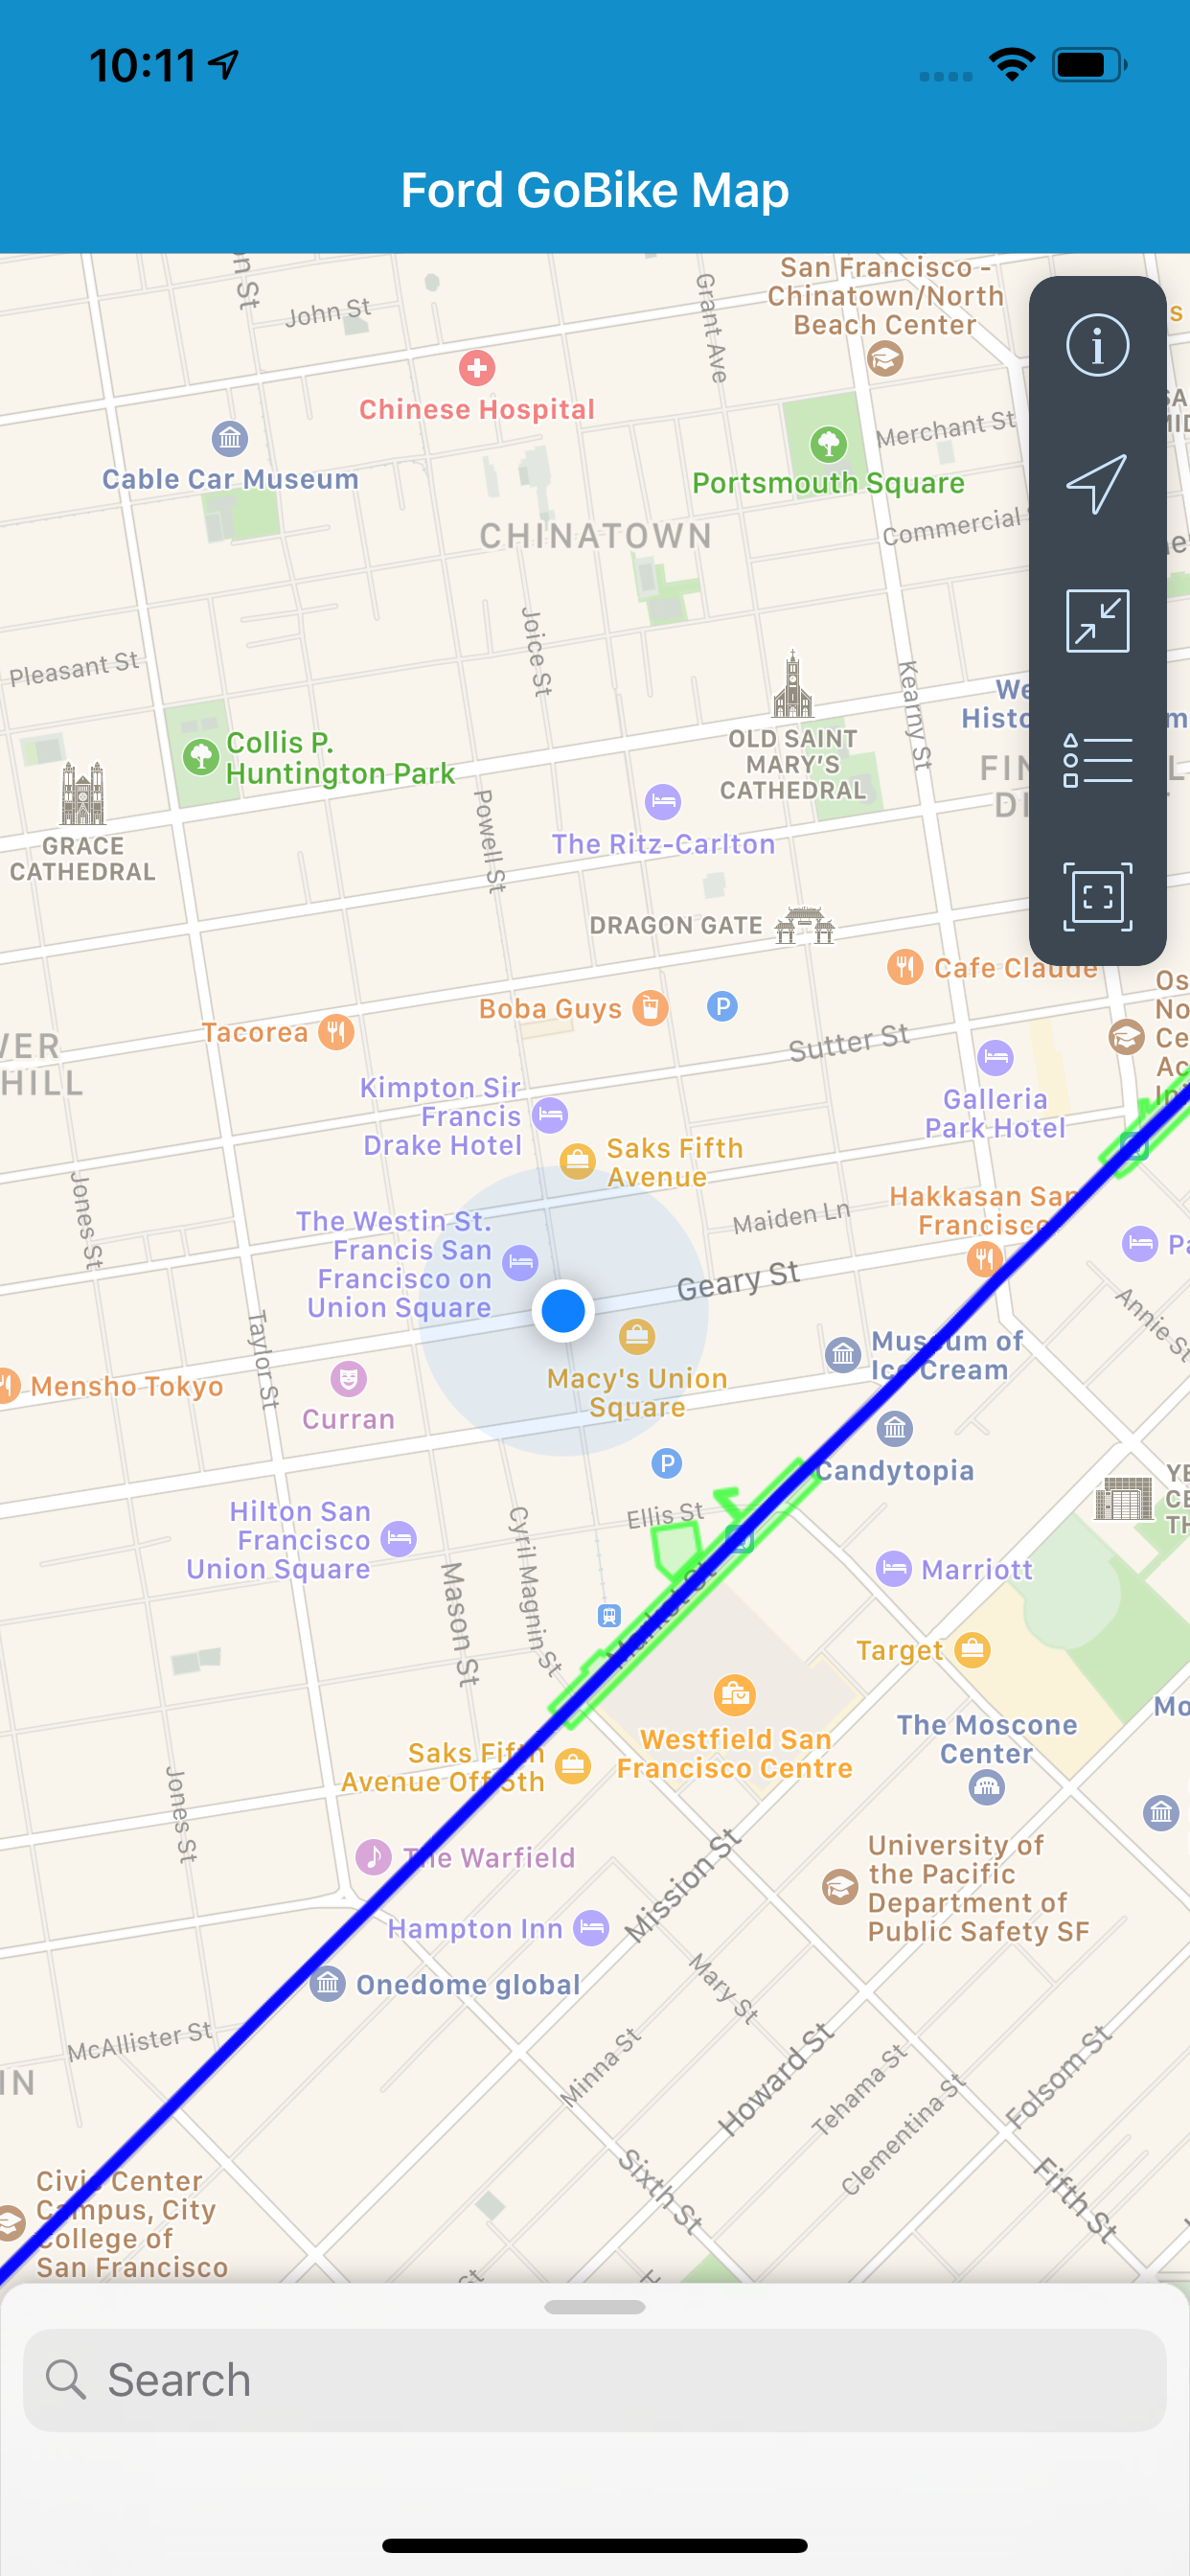 10:11
Ford GoBike Map
San Francisco -
Chinatown/North
Beach Center
John St
Grant Ave
Chinese Hospital
Cable Car Museum
Merchant St
Portsmouth Square
CHINATOWN
Commercial
Joice St
Pleasant St
Kearny St
Collis P.
Huntington Park
OLD SAINT
MARY'S
CATHEDRAL
GRACE
CATHEDRAL
Powell St
The Ritz-Carlton
DRAGON GATE
Cafe Claude
Boba Guys
P
Tacorea
Sutter St
HILL
Kimpton Sir
Francis
Drake Hotel
Galleria
Park Hotel
Saks Fifth
Avenue
Jones St
Maiden Ln
Hakkasan San
Francisco
The Westin St.
Francis San
Francisco on
Union Square
Geary St
Annie St
Taylor St
Museum of
Ice Cream
Mensho Tokyo
Macy's Union
Square
Curran
P
Candytopia
Hilton San
Francisco
Union Square
Ellis St
Cyril Magnin St
Mason St
Market St
Marriott
Target
Westfield San
Francisco Centre
The Moscone
Center
Saks Fifth
Avenue Off 5th
Jones St
The Warfield
Mission St
University of
the Pacific
Department of
Public Safety SF
Hampton Inn
Onedome global
Mary St
McAllister St
Minna St
Howard St
Tehama St
Clementina St
Folsom St
Sixth St
Fifth St
Civic Center
Campus, City
College of
San Francisco
Search